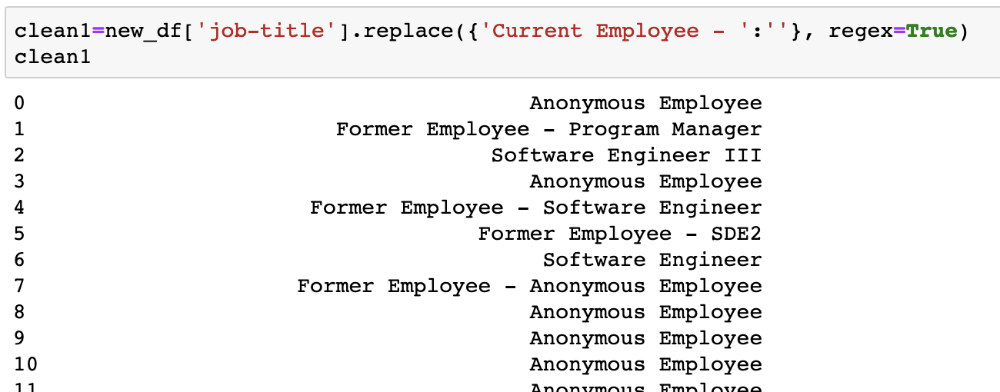 clean1=new_df['job-title'].replace({'Current Employee - ':''}, regex=True)
clean1
0 Anonymous Employee
1 Former Employee - Program Manager
2 Software Engineer III
3 Anonymous Employee
4 Former Employee - Software Engineer
5 Former Employee - SDE2
6 Software Engineer
7 Former Employee - Anonymous Employee
8 Anonymous Employee
9 Anonymous Employee
10 Anonymous Employee
11 Anonymous Employee